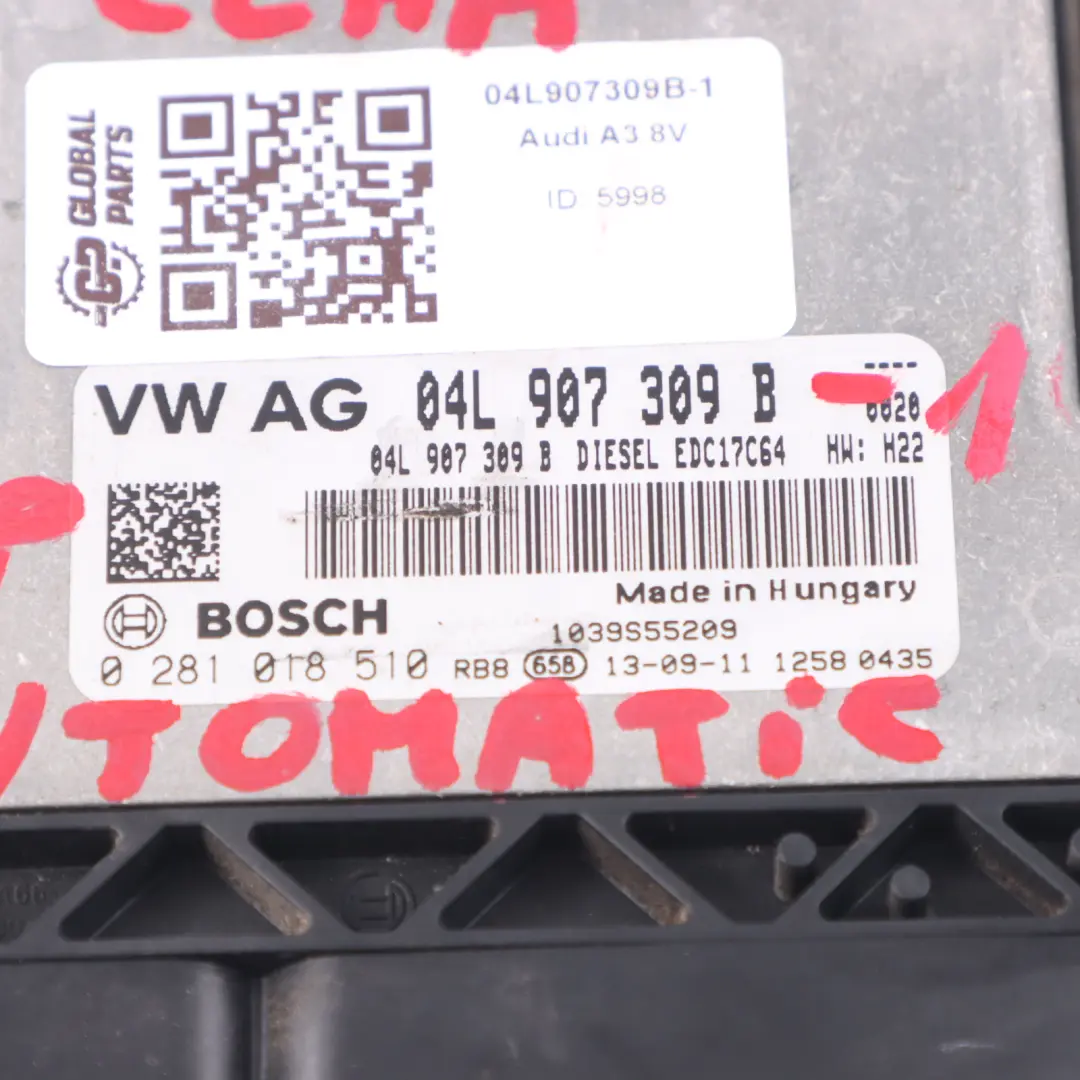 GLOBAL
PARTS
04L907309B-1
Audi A3 8V
ID 5998
VW AG 04L 907 309 B -1
----
0020
04L 907 309 B DIESEL EDC17C64 HW: H22
Made in Hungary
BOSCH
1039S55209
0 281 018 510 RB8 658 13-09-11 1258 0435